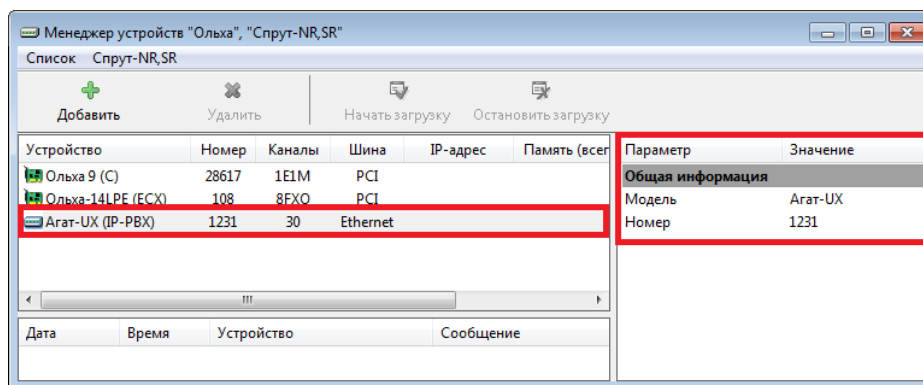 Менеджер устройств "Ольха", "Спрут-NR,SR"
Список Спрут-NR,SR
Добавить Удалить Начать загрузку Остановить загрузку
Устройство Номер Каналы Шина IP-адрес Память (всег
Ольха 9 (C) 28617 1E1M PCI
Ольха-14LPE (ECX) 108 8FXO PCI
Агат-UX (IP-PBX) 1231 30 Ethernet
Параметр Значение
Общая информация
Модель Агат-UX
Номер 1231
Дата Время Устройство Сообщение